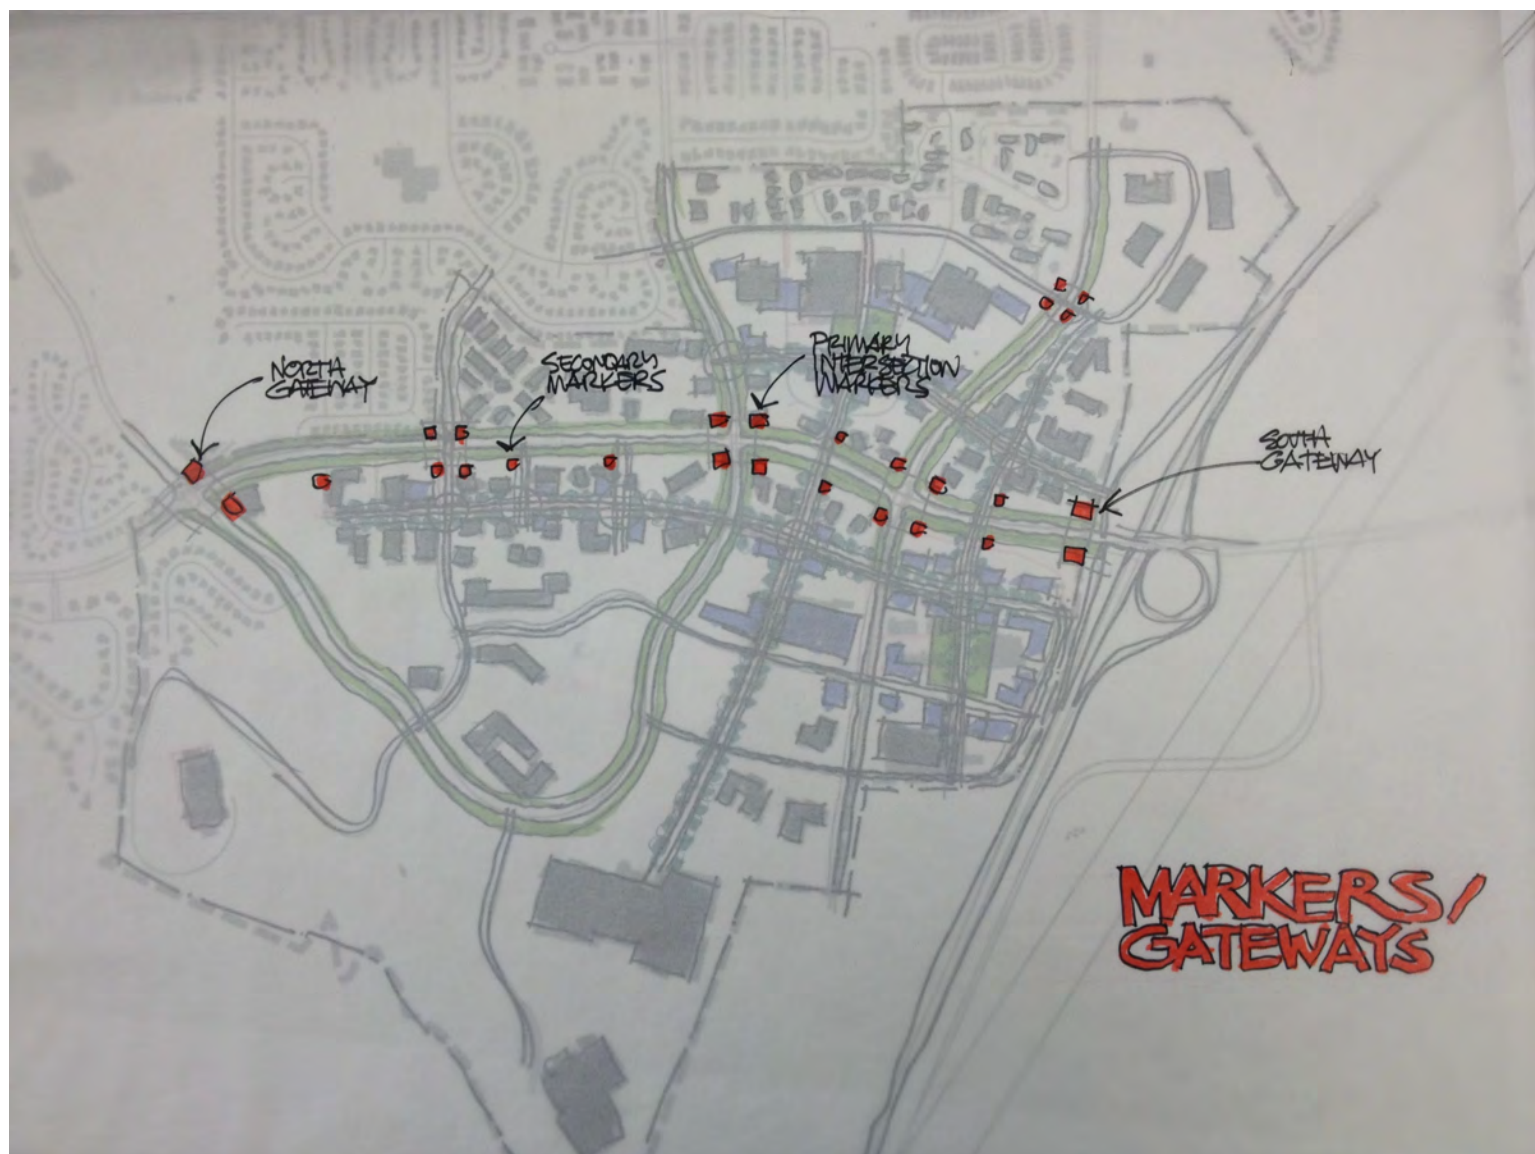 NORTH
GATEWAY
SECONDARY
MARKERS
PRIMARY
INTERSECTION
MARKERS
SOUTH
GATEWAY
MARKERS/
GATEWAYS